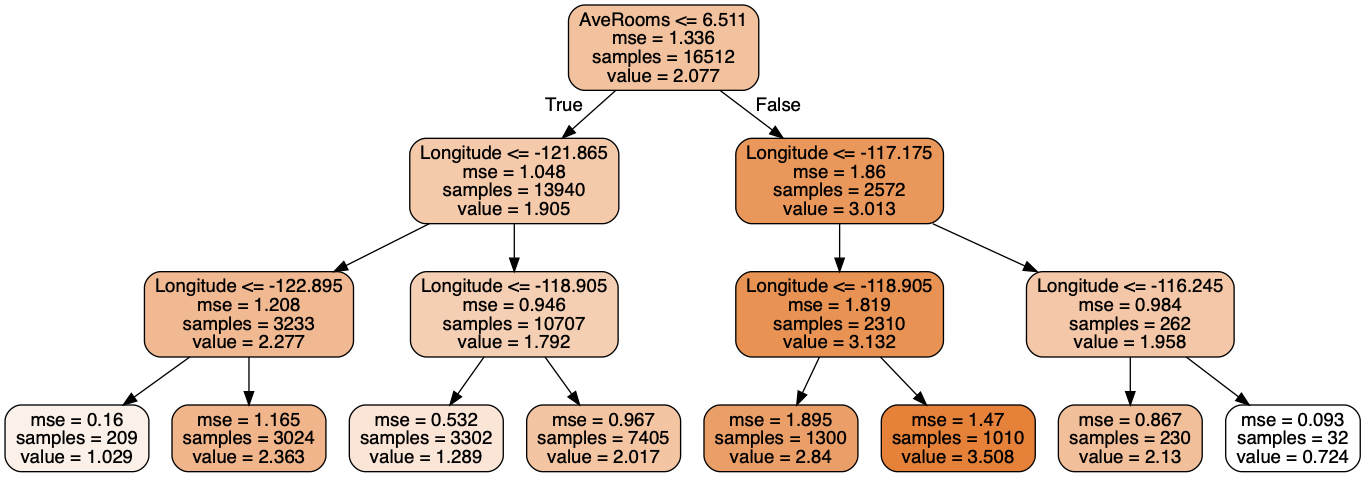 AveRooms <= 6.511
mse = 1.336
samples = 16512
value = 2.077
True
False
Longitude <= -121.865
mse = 1.048
samples = 13940
value = 1.905
Longitude <= -117.175
mse = 1.86
samples = 2572
value = 3.013
Longitude <= -122.895
mse = 1.208
samples = 3233
value = 2.277
Longitude <= -118.905
mse = 0.946
samples = 10707
value = 1.792
Longitude <= -118.905
mse = 1.819
samples = 2310
value = 3.132
Longitude <= -116.245
mse = 0.984
samples = 262
value = 1.958
mse = 0.16
samples = 209
value = 1.029
mse = 1.165
samples = 3024
value = 2.363
mse = 0.532
samples = 3302
value = 1.289
mse = 0.967
samples = 7405
value = 2.017
mse = 1.895
samples = 1300
value = 2.84
mse = 1.47
samples = 1010
value = 3.508
mse = 0.867
samples = 230
value = 2.13
mse = 0.093
samples = 32
value = 0.724